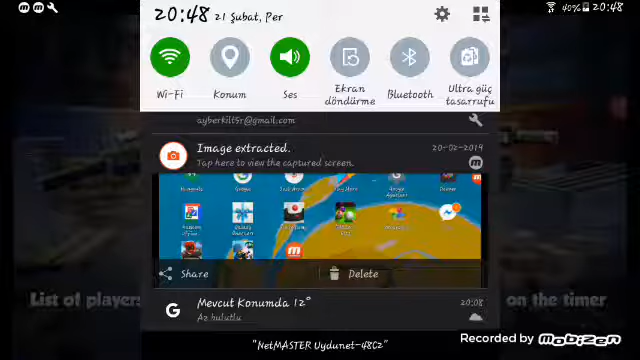 40% 20:48
20:48 21 Şubat, Per
Wi-Fi
Konum
Ses
Ekran döndürme
Bluetooth
Ultra güç tasarrufu
ayberkilt5r@gmail.com
Image extracted. 20-02-2019
Tap here to view the captured screen.
Share
Delete
Mevcut Konumda 12° 20:08
Az bulutlu
List of players
on the timer
"NetMASTER Uydunet-48C2"
Recorded by MOBIZEN